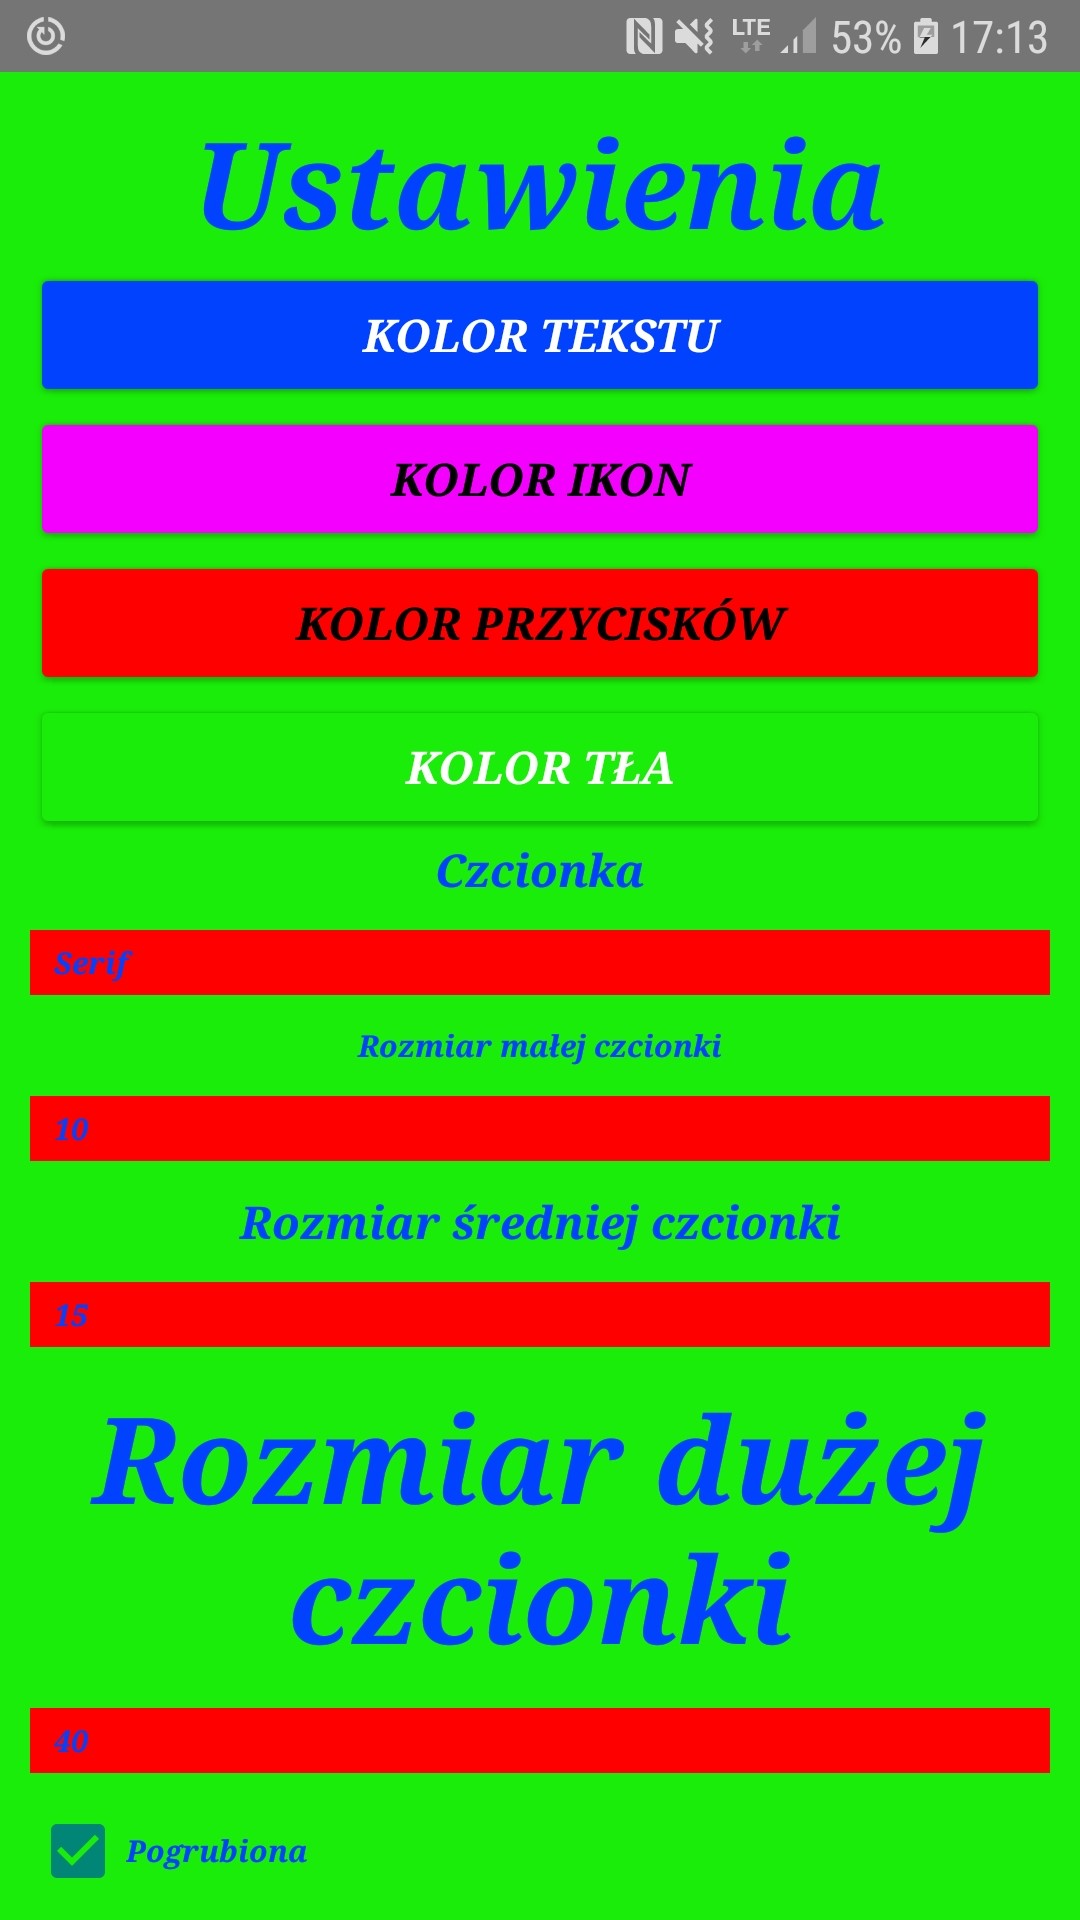 LTE 53% 17:13
Ustawienia
KOLOR TEKSTU
KOLOR IKON
KOLOR PRZYCISKÓW
KOLOR TŁA
Czcionka
Serif
Rozmiar małej czcionki
10
Rozmiar średniej czcionki
15
Rozmiar dużej
czcionki
40
Pogrubiona